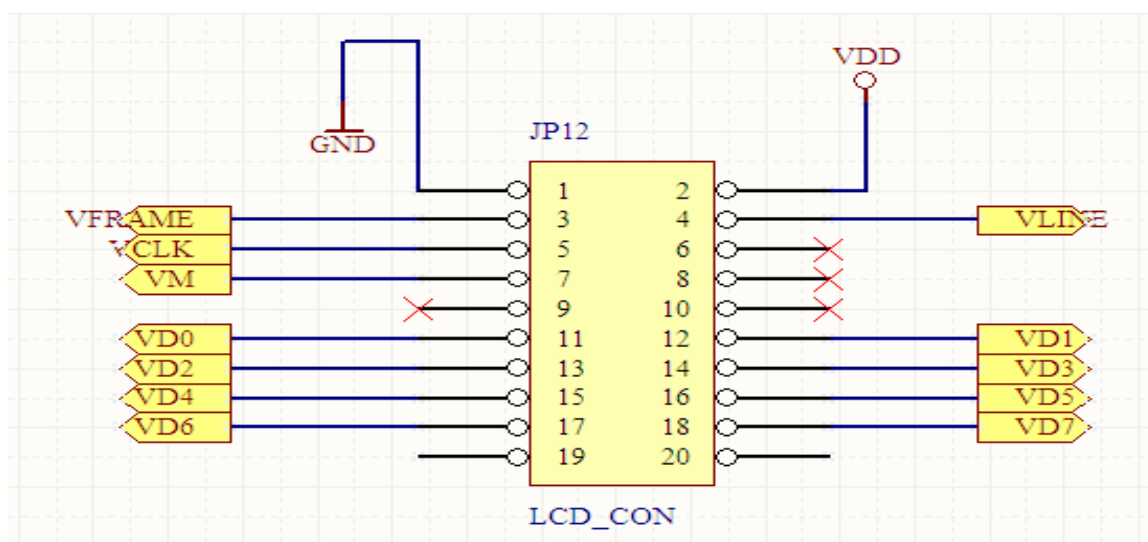 VDD
JP12
GND
1 2
VFRAME 3 4 VLINE
VCLK 5 6
VM 7 8
9 10
VD0 11 12 VD1
VD2 13 14 VD3
VD4 15 16 VD5
VD6 17 18 VD7
19 20
LCD_CON